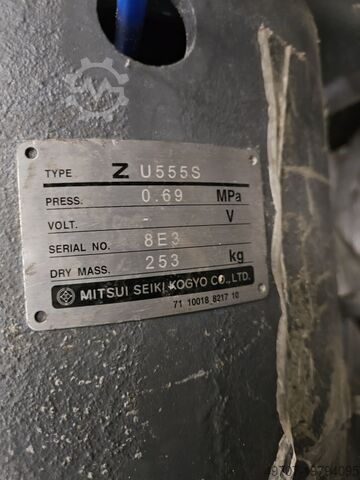 TYPE Z U555S
PRESS. 0.69 MPa
VOLT. - V
SERIAL NO. 8E3
DRY MASS. 253 kg
MITSUI SEIKI KOGYO CO., LTD.
71 10018 8217 10